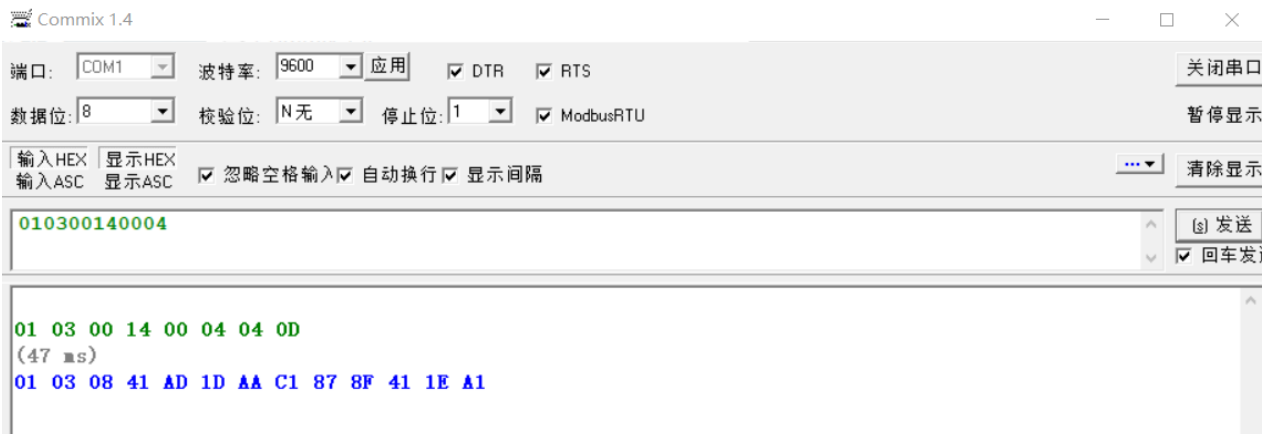 Commix 1.4
端口: COM1 波特率: 9600 应用 DTR RTS 关闭串口
数据位: 8 校验位: N无 停止位: 1 ModbusRTU 暂停显示
输入HEX 显示HEX
输入ASC 显示ASC 忽略空格输入 自动换行 显示间隔 ... 清除显示
010300140004
(s) 发送
回车发
01 03 00 14 00 04 04 0D
(47 ms)
01 03 08 41 AD 1D AA C1 87 8F 41 1E A1